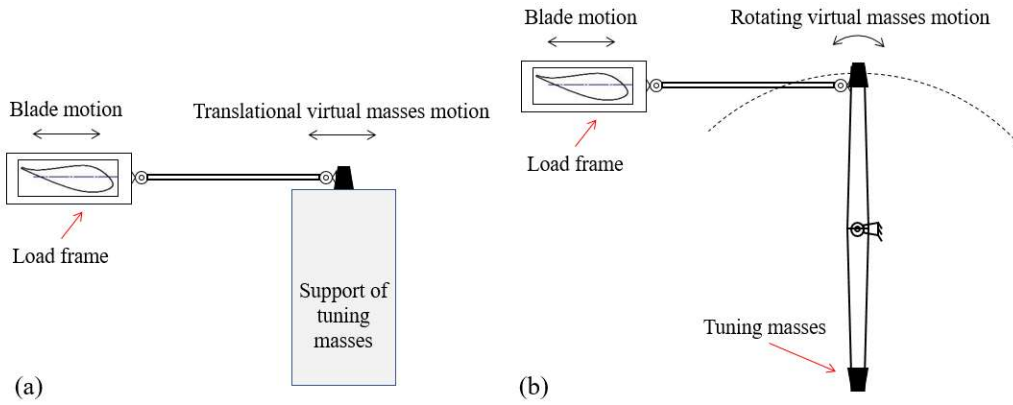 Blade motion
Translational virtual masses motion
Load frame
Support of
tuning
masses
(a)
Blade motion
Rotating virtual masses motion
Load frame
Tuning masses
(b)